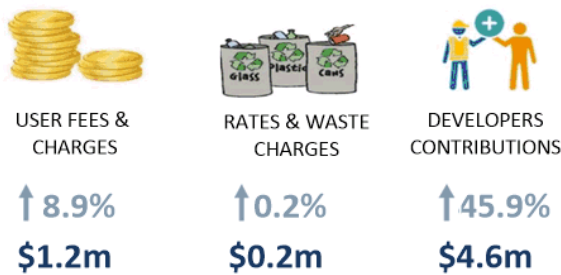 Glass
Plastic
Cans
USER FEES &
CHARGES
RATES & WASTE
CHARGES
DEVELOPERS
CONTRIBUTIONS
8.9%
0.2%
45.9%
$1.2m
$0.2m
$4.6m